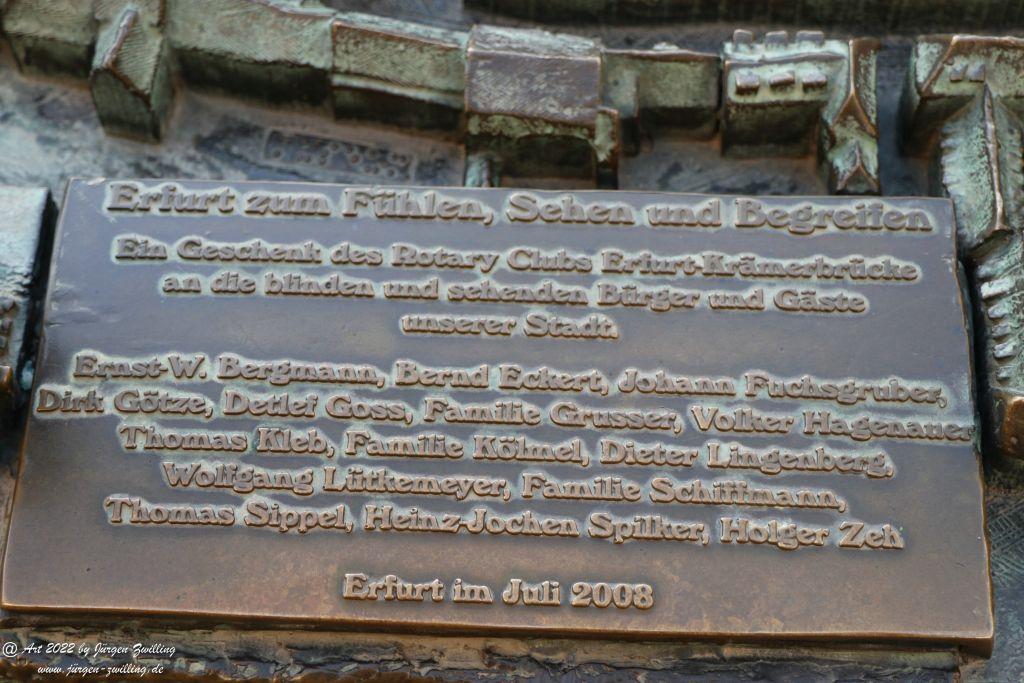 Erfurt zum Fühlen, Sehen und Begreifen
Ein Geschenk des Rotary Clubs Erfurt-Krämerbrücke
an die blinden und sehenden Bürger und Gäste
unserer Stadt.
Ernst-W. Bergmann, Bernd Eckert, Johann Fuchsgruber,
Dirk Götze, Detlef Goss, Familie Grusser, Volker Hagenauer
Thomas Kleb, Familie Kölmel, Dieter Lingenberg,
Wolfgang Lütkemeyer, Familie Schiffmann,
Thomas Sippel, Heinz-Jochen Spilker, Holger Zeh
Erfurt im Juli 2008
@ Art 2022 by Jürgen Zwilling
www.jürgen-zwilling.de